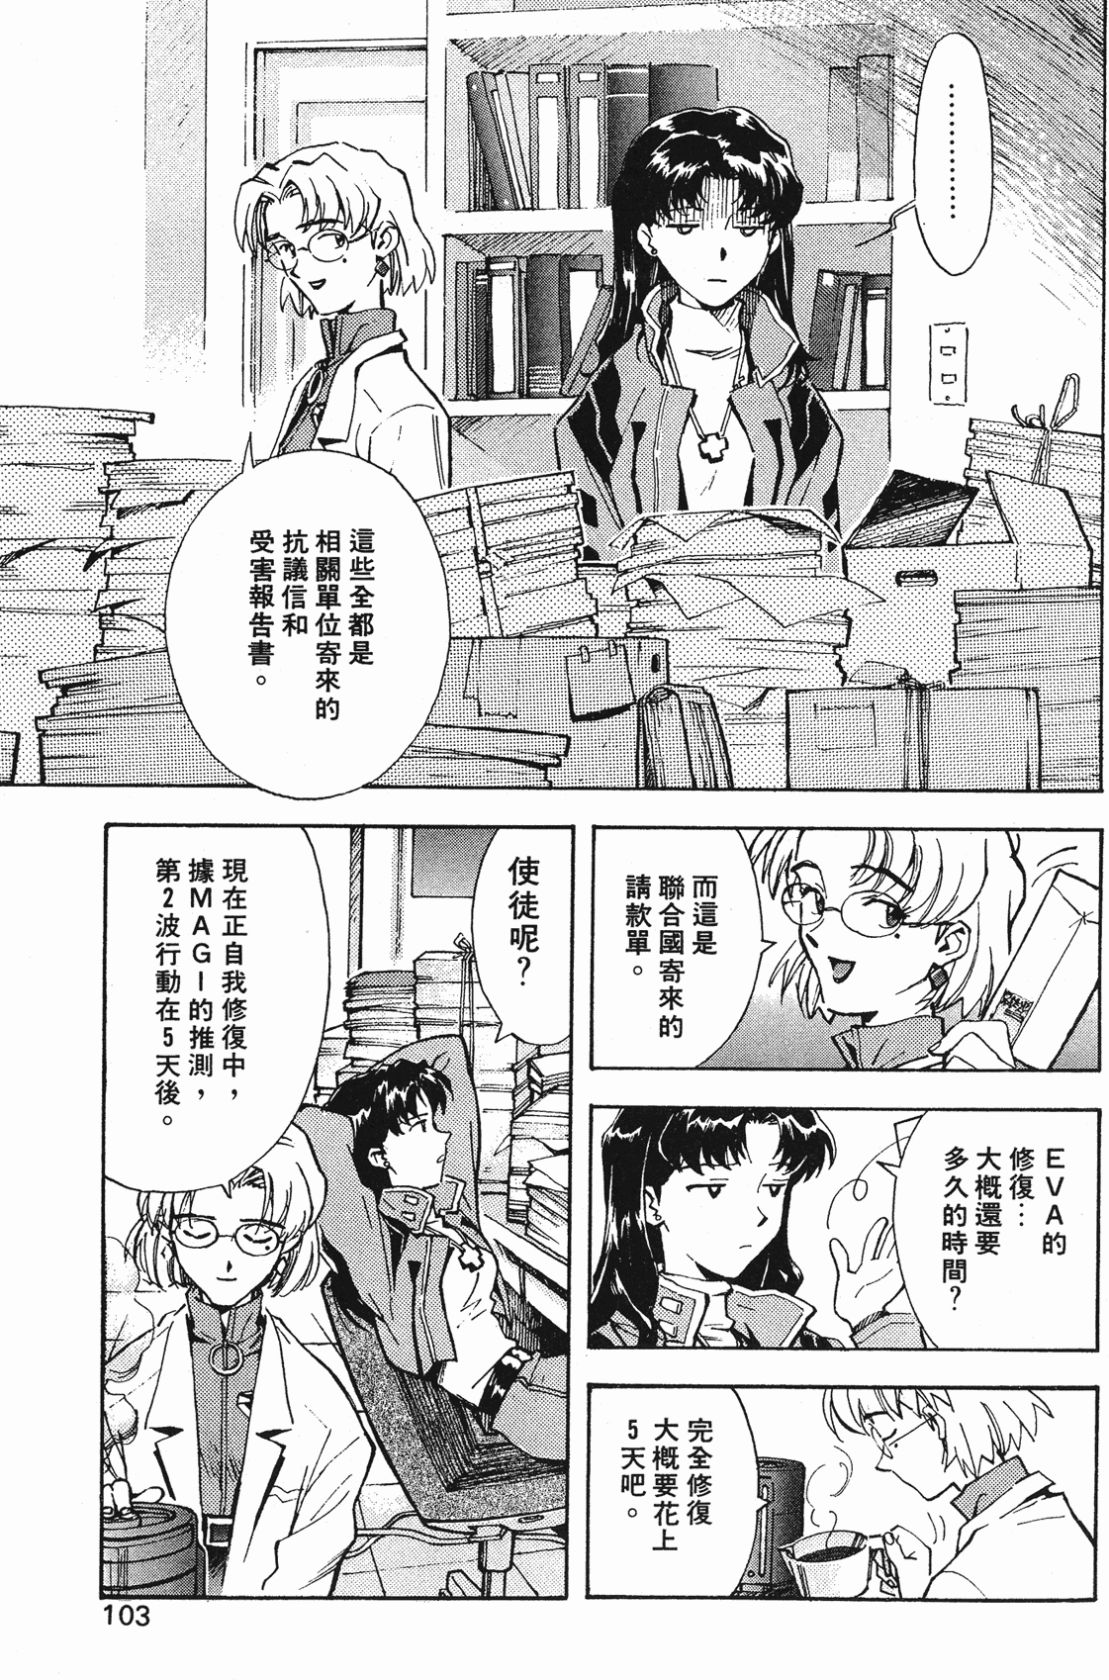 ………
這些全都是
相關單位寄來的
抗議信和
受害報告書。
而這是
聯合國寄來的
請款單。
EVA的
修復…
大概還要
多久的時間？
完全修復
大概要花上
5天吧。
使徒呢？
現在正自我修復中，
據MAGI的推測，
第2波行動在5天後。
103